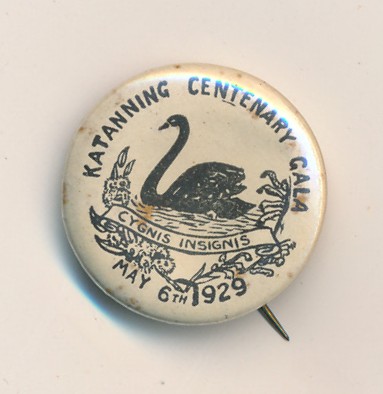 KATANNING CENTENARY GALA
CYGNIS INSIGNIS
MAY 6TH 1929